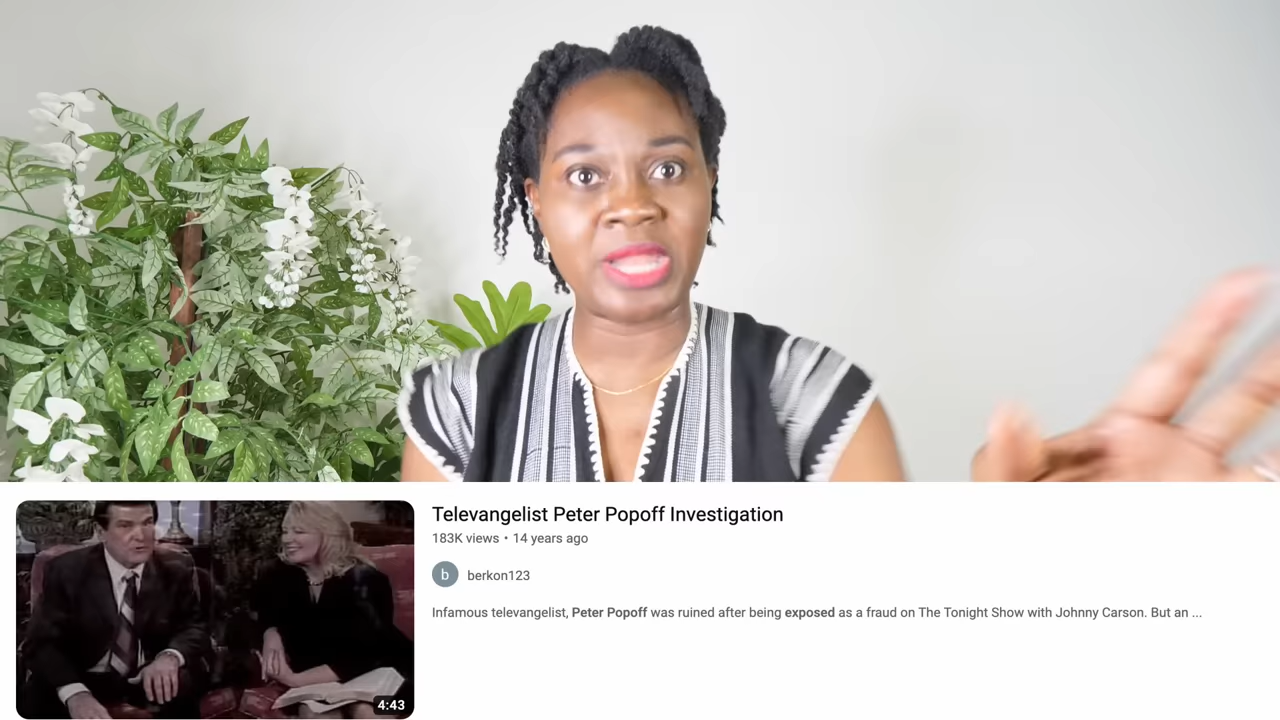 Televangelist Peter Popoff Investigation
183K views • 14 years ago
b berkon123
Infamous televangelist, Peter Popoff was ruined after being exposed as a fraud on The Tonight Show with Johnny Carson. But an ...
4:43